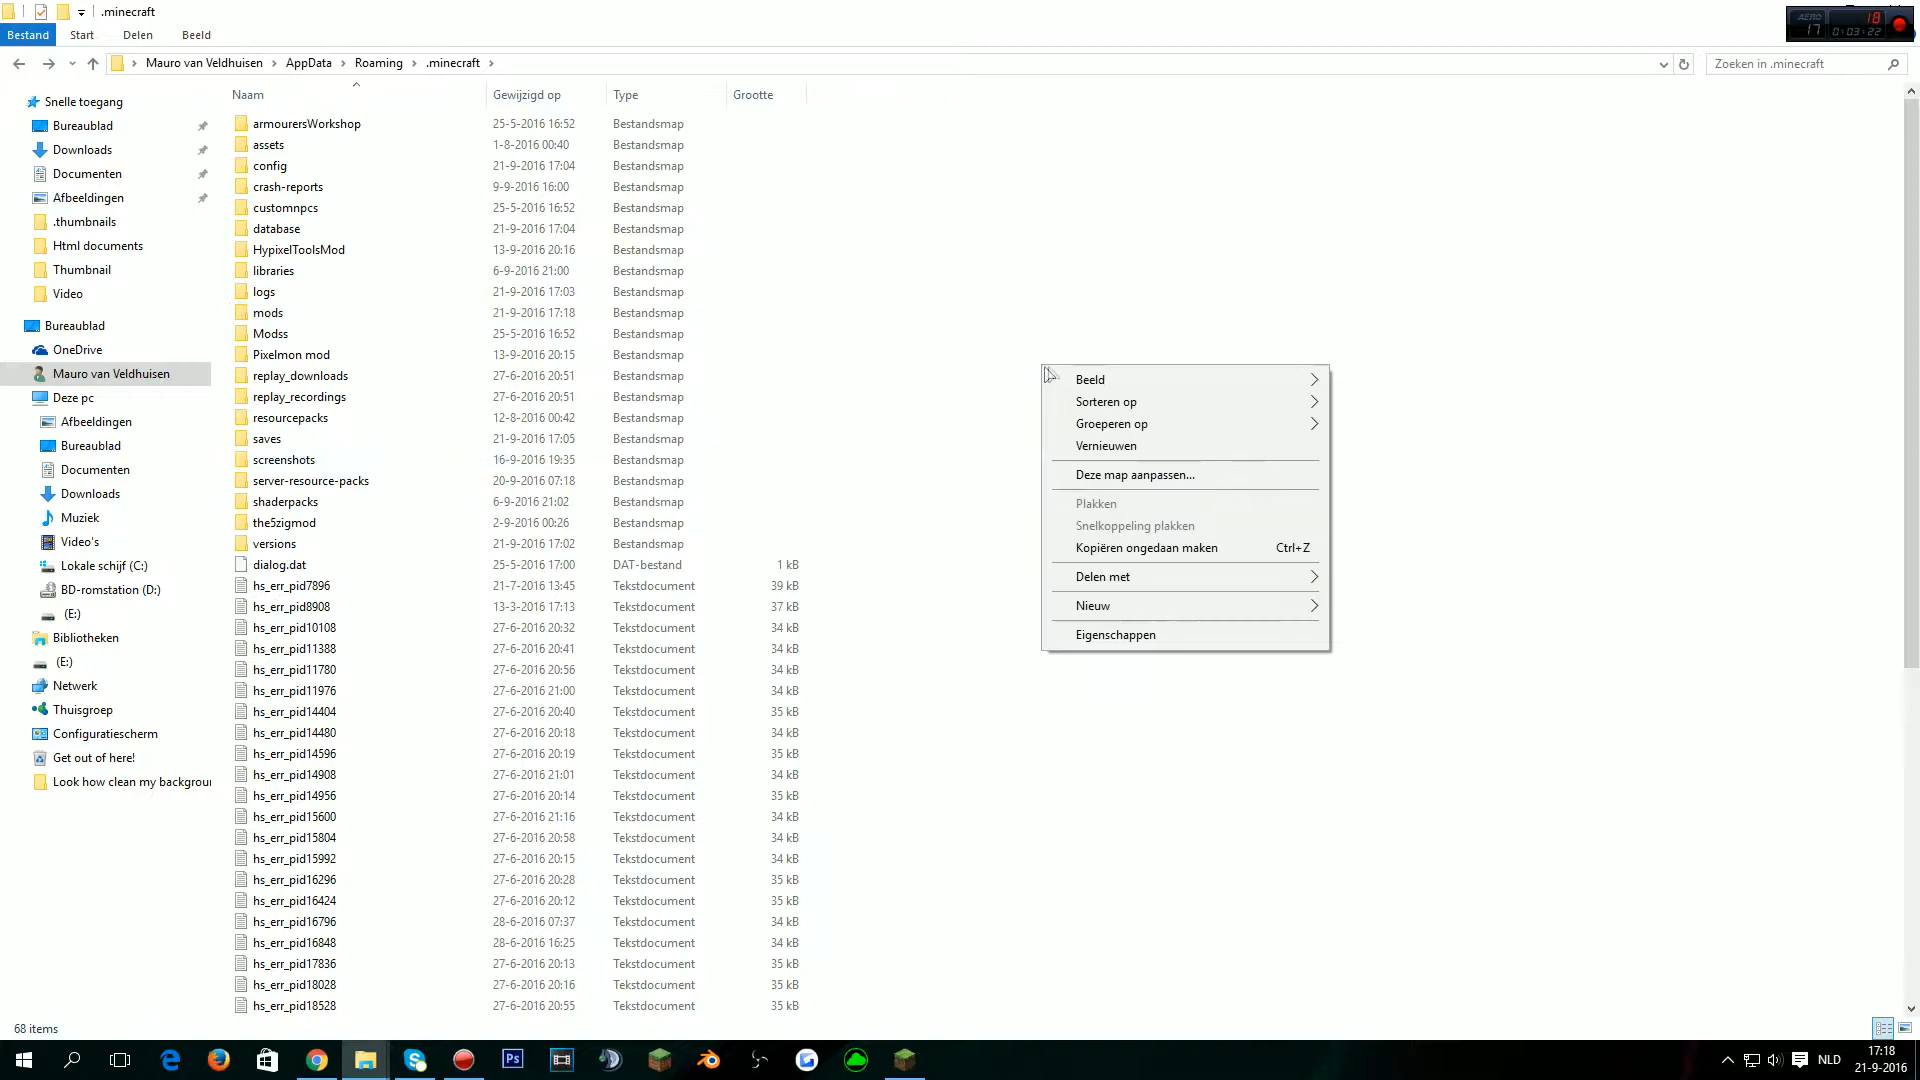 .minecraft
AERO 17 18 0:03:22
Bestand Start Delen Beeld
Mauro van Veldhuisen AppData Roaming .minecraft
Zoeken in .minecraft
Naam Gewijzigd op Type Grootte
Snelle toegang
Bureaublad
Downloads
Documenten
Afbeeldingen
.thumbnails
Html documents
Thumbnail
Video
Bureaublad
OneDrive
Mauro van Veldhuisen
Deze pc
Afbeeldingen
Bureaublad
Documenten
Downloads
Muziek
Video's
Lokale schijf (C:)
BD-romstation (D:)
(E:)
Bibliotheken
(E:)
Netwerk
Thuisgroep
Configuratiescherm
Get out of here!
Look how clean my backgrour
armourersWorkshop 25-5-2016 16:52 Bestandsmap
assets 1-8-2016 00:40 Bestandsmap
config 21-9-2016 17:04 Bestandsmap
crash-reports 9-9-2016 16:00 Bestandsmap
customnpcs 25-5-2016 16:52 Bestandsmap
database 21-9-2016 17:04 Bestandsmap
HypixelToolsMod 13-9-2016 20:16 Bestandsmap
libraries 6-9-2016 21:00 Bestandsmap
logs 21-9-2016 17:03 Bestandsmap
mods 21-9-2016 17:18 Bestandsmap
Modss 25-5-2016 16:52 Bestandsmap
Pixelmon mod 13-9-2016 20:15 Bestandsmap
replay_downloads 27-6-2016 20:51 Bestandsmap
replay_recordings 27-6-2016 20:51 Bestandsmap
resourcepacks 12-8-2016 00:42 Bestandsmap
saves 21-9-2016 17:05 Bestandsmap
screenshots 16-9-2016 19:35 Bestandsmap
server-resource-packs 20-9-2016 07:18 Bestandsmap
shaderpacks 6-9-2016 21:02 Bestandsmap
the5zigmod 2-9-2016 00:26 Bestandsmap
versions 21-9-2016 17:02 Bestandsmap
dialog.dat 25-5-2016 17:00 DAT-bestand 1 kB
hs_err_pid7896 21-7-2016 13:45 Tekstdocument 39 kB
hs_err_pid8908 13-3-2016 17:13 Tekstdocument 37 kB
hs_err_pid10108 27-6-2016 20:32 Tekstdocument 34 kB
hs_err_pid11388 27-6-2016 20:41 Tekstdocument 34 kB
hs_err_pid11780 27-6-2016 20:56 Tekstdocument 34 kB
hs_err_pid11976 27-6-2016 21:00 Tekstdocument 34 kB
hs_err_pid14404 27-6-2016 20:40 Tekstdocument 35 kB
hs_err_pid14480 27-6-2016 20:18 Tekstdocument 34 kB
hs_err_pid14596 27-6-2016 20:19 Tekstdocument 35 kB
hs_err_pid14908 27-6-2016 21:01 Tekstdocument 34 kB
hs_err_pid14956 27-6-2016 20:14 Tekstdocument 35 kB
hs_err_pid15600 27-6-2016 21:16 Tekstdocument 34 kB
hs_err_pid15804 27-6-2016 20:58 Tekstdocument 34 kB
hs_err_pid15992 27-6-2016 20:15 Tekstdocument 34 kB
hs_err_pid16296 27-6-2016 20:28 Tekstdocument 35 kB
hs_err_pid16424 27-6-2016 20:12 Tekstdocument 35 kB
hs_err_pid16796 28-6-2016 07:37 Tekstdocument 34 kB
hs_err_pid16848 28-6-2016 16:25 Tekstdocument 34 kB
hs_err_pid17836 27-6-2016 20:13 Tekstdocument 35 kB
hs_err_pid18028 27-6-2016 20:16 Tekstdocument 35 kB
hs_err_pid18528 27-6-2016 20:55 Tekstdocument 35 kB
Beeld
Sorteren op
Groeperen op
Vernieuwen
Deze map aanpassen...
Plakken
Snelkoppeling plakken
Kopiëren ongedaan maken Ctrl+Z
Delen met
Nieuw
Eigenschappen
68 items
Ps
NLD
17:18
21-9-2016